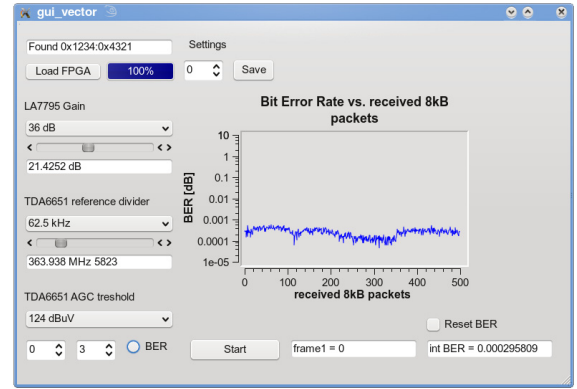 gui_vector
Found 0x1234:0x4321
Settings
Load FPGA
100%
0
Save
LA7795 Gain
36 dB
21.4252 dB
TDA6651 reference divider
62.5 kHz
363.938 MHz 5823
TDA6651 AGC treshold
124 dBuV
0
3
BER
Bit Error Rate vs. received 8kB
packets
BER [dB]
10
1
0.1
0.01
0.001
0.0001
1e-05
0 100 200 300 400 500
received 8kB packets
Reset BER
Start
frame1 = 0
int BER = 0.000295809